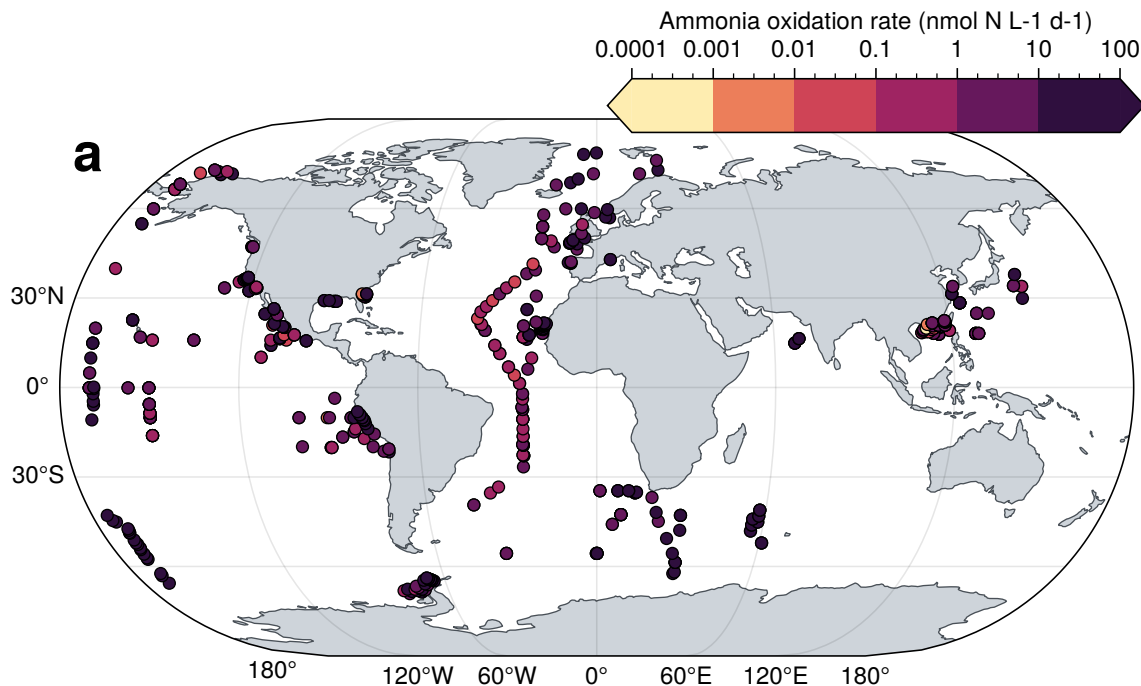 Ammonia oxidation rate (nmol N L-1 d-1)
0.0001 0.001 0.01 0.1 1 10 100
a
30°N
0°
30°S
180° 120°W 60°W 0° 60°E 120°E 180°